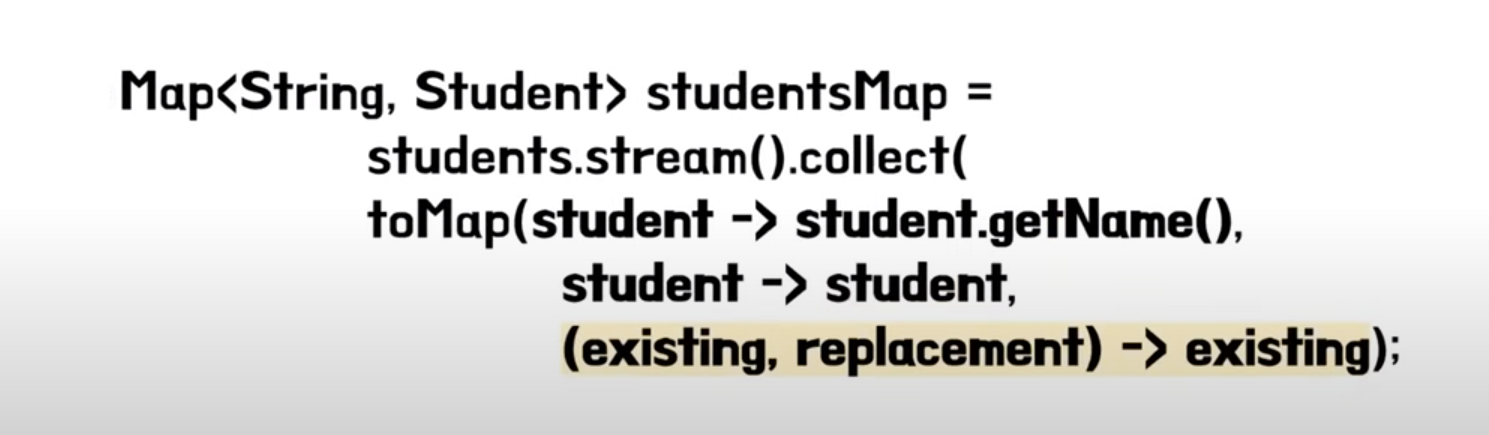 Map<String, Student> studentsMap =
students.stream().collect(
toMap(student -> student.getName(),
student -> student,
(existing, replacement) -> existing);